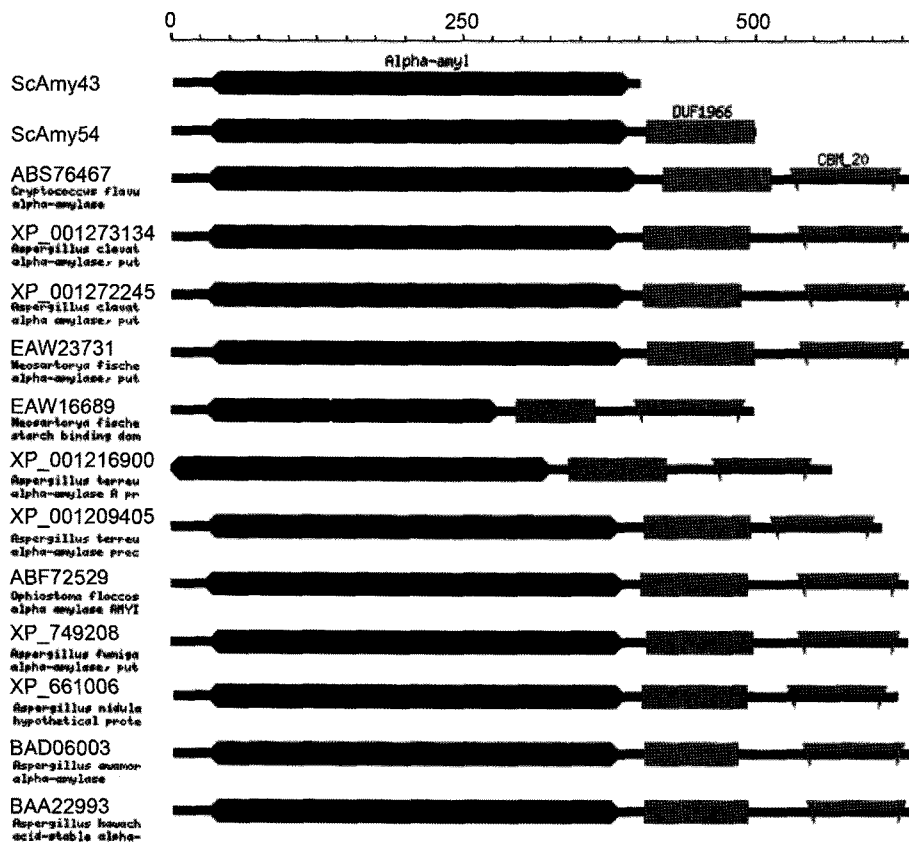 0 250 500
Alpha-amyl
ScAmy43
DUF1966
ScAmy54
CBM_20
ABS76467
Cryptococcus flavu
alpha-amylase
XP_001273134
Aspergillus clavat
alpha-amylase, put
XP_001272245
Aspergillus clavat
alpha amylase, put
EAW23731
Neosartorya fische
alpha-amylase, put
EAW16689
Neosartorya fische
starch binding dom
XP_001216900
Aspergillus terreu
alpha-amylase A pr
XP_001209405
Aspergillus terreu
alpha-amylase prec
ABF72529
Ophiostoma floccos
alpha amylase AMYI
XP_749208
Aspergillus fumiga
alpha-amylase, put
XP_661006
Aspergillus nidula
hypothetical prote
BAD06003
Aspergillus awamor
alpha-amylase
BAA22993
Aspergillus kawach
acid-stable alpha-